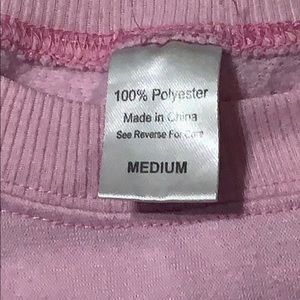 100% Polyester
Made in China
See Reverse For Care
MEDIUM